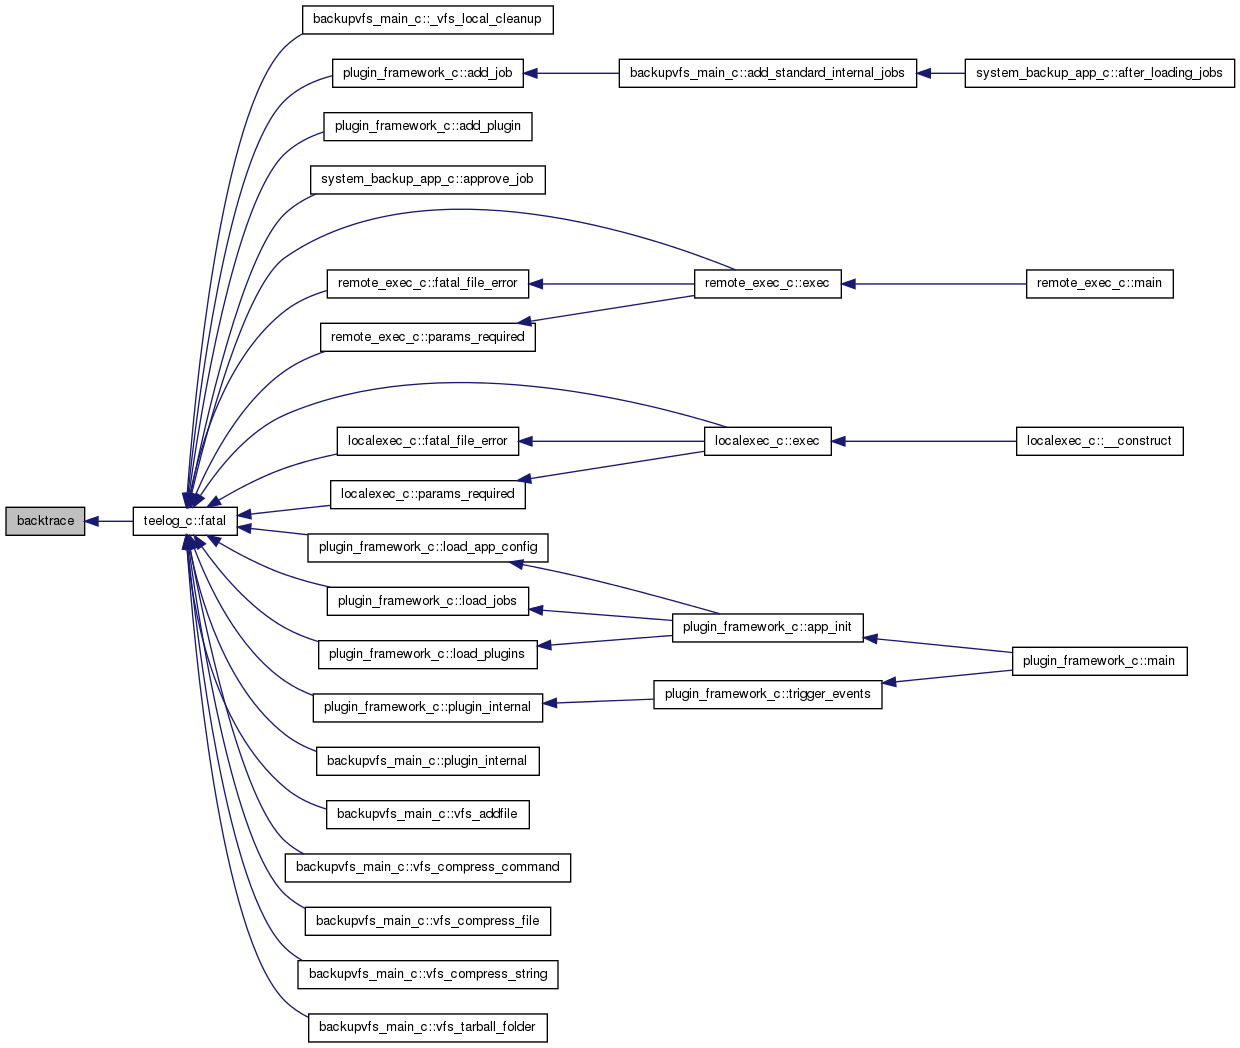 backupvfs_main_c::_vfs_local_cleanup
plugin_framework_c::add_job
backupvfs_main_c::add_standard_internal_jobs
system_backup_app_c::after_loading_jobs
plugin_framework_c::add_plugin
system_backup_app_c::approve_job
remote_exec_c::fatal_file_error
remote_exec_c::exec
remote_exec_c::main
remote_exec_c::params_required
localexec_c::fatal_file_error
localexec_c::exec
localexec_c::__construct
localexec_c::params_required
backtrace
teelog_c::fatal
plugin_framework_c::load_app_config
plugin_framework_c::load_jobs
plugin_framework_c::app_init
plugin_framework_c::load_plugins
plugin_framework_c::main
plugin_framework_c::plugin_internal
plugin_framework_c::trigger_events
backupvfs_main_c::plugin_internal
backupvfs_main_c::vfs_addfile
backupvfs_main_c::vfs_compress_command
backupvfs_main_c::vfs_compress_file
backupvfs_main_c::vfs_compress_string
backupvfs_main_c::vfs_tarball_folder